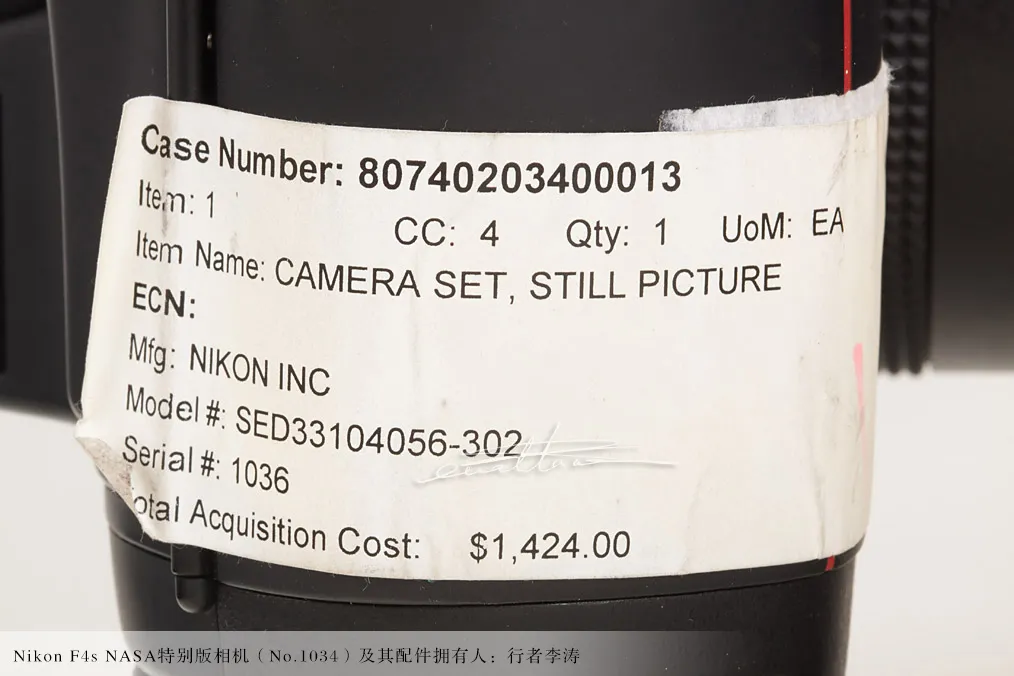 Case Number: 80740203400013
Item: 1
CC: 4 Qty: 1 UoM: EA
Item Name: CAMERA SET, STILL PICTURE
ECN:
Mfg: NIKON INC
Model #: SED33104056-302
Serial #: 1036
otal Acquisition Cost: $1,424.00
Nikon F4s NASA特别版相机（No.1034）及其配件拥有人：行者李涛